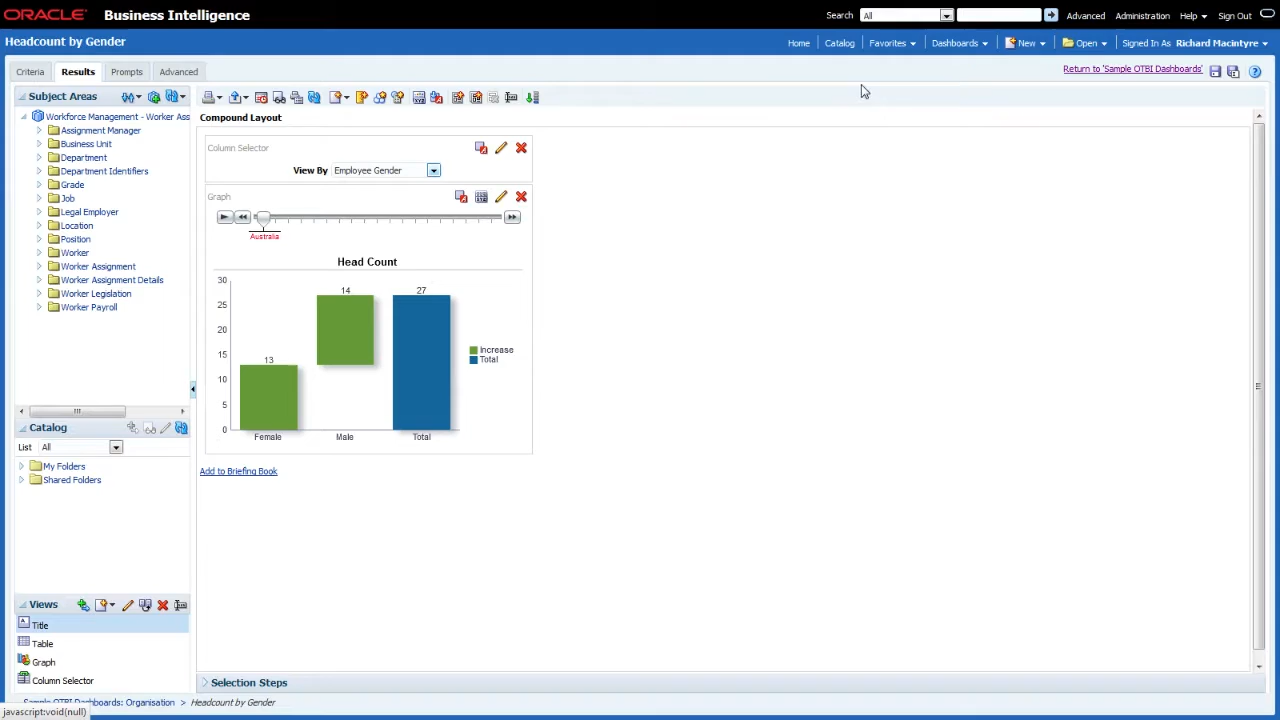 ORACLE Business Intelligence
Search All Advanced Administration Help Sign Out
Headcount by Gender
Home Catalog Favorites Dashboards New Open Signed In As Richard Macintyre
Criteria Results Prompts Advanced
Return to 'Sample OTBI Dashboards'
Subject Areas
Workforce Management - Worker Ass
Assignment Manager
Business Unit
Department
Department Identifiers
Grade
Job
Legal Employer
Location
Position
Worker
Worker Assignment
Worker Assignment Details
Worker Legislation
Worker Payroll
Catalog
List All
My Folders
Shared Folders
Views
Title
Table
Graph
Column Selector
Compound Layout
Column Selector
View By Employee Gender
Graph
Australia
Head Count
30
25
20
15
10
5
0
13
14
27
Female Male Total
Increase
Total
Add to Briefing Book
Selection Steps
Sample OTBI Dashboards: Organisation > Headcount by Gender
javascript:void(null)